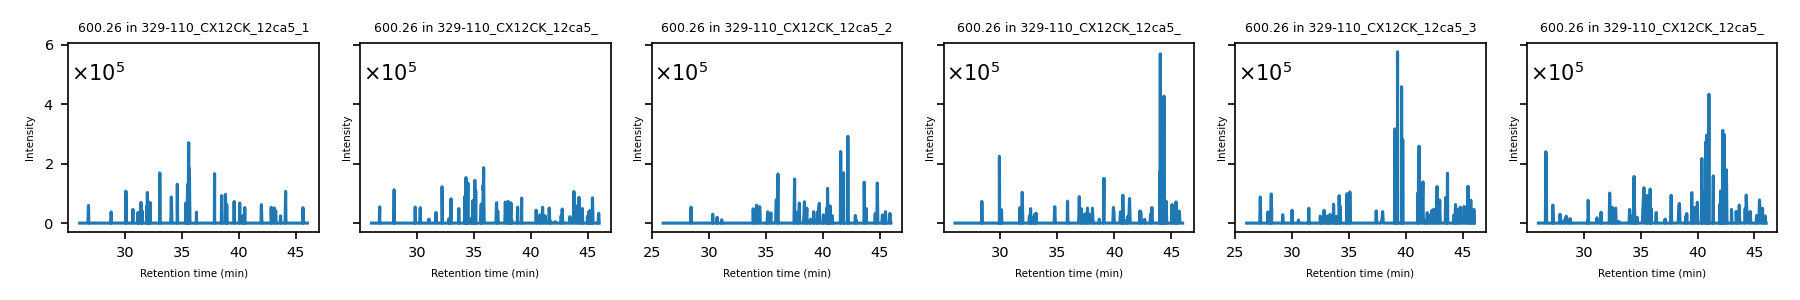 600.26 in 329-110_CX12CK_12ca5_1
600.26 in 329-110_CX12CK_12ca5_
600.26 in 329-110_CX12CK_12ca5_2
600.26 in 329-110_CX12CK_12ca5_
600.26 in 329-110_CX12CK_12ca5_3
600.26 in 329-110_CX12CK_12ca5_
×10⁵
×10⁵
×10⁵
×10⁵
×10⁵
×10⁵
6
4
2
0
Intensity
Intensity
Intensity
Intensity
Intensity
Intensity
30 35 40 45
30 35 40 45
25 30 35 40 45
30 35 40 45
25 30 35 40 45
30 35 40 45
Retention time (min)
Retention time (min)
Retention time (min)
Retention time (min)
Retention time (min)
Retention time (min)